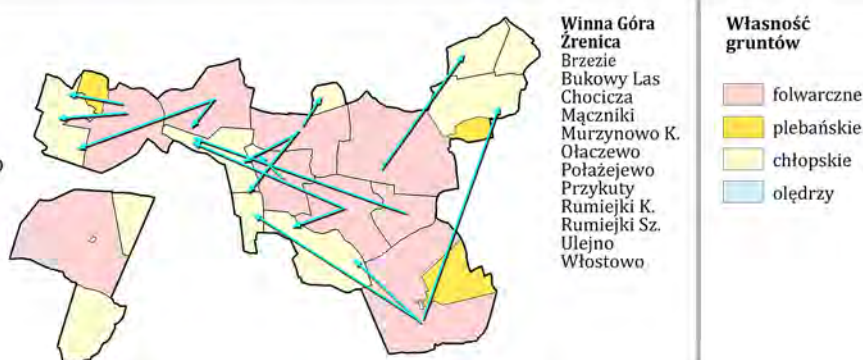 Winna Góra
Źrenica
Brzezie
Bukowy Las
Chocicza
Mączniki
Murzynowo K.
Ołaczewo
Połażejewo
Przykuty
Rumiejki K.
Rumiejki Sz.
Ulejno
Włostowo
Własność
gruntów
folwarczne
plebańskie
chłopskie
olędrzy